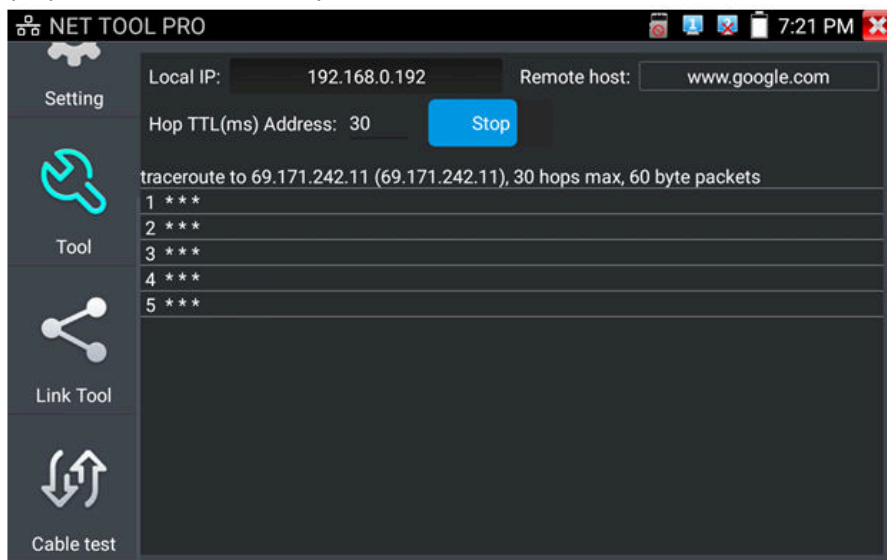 NET TOOL PRO 7:21 PM
Setting
Local IP: 192.168.0.192 Remote host: www.google.com
Hop TTL(ms) Address: 30 Stop
traceroute to 69.171.242.11 (69.171.242.11), 30 hops max, 60 byte packets
1 * * *
2 * * *
Tool
3 * * *
4 * * *
5 * * *
Link Tool
Cable test